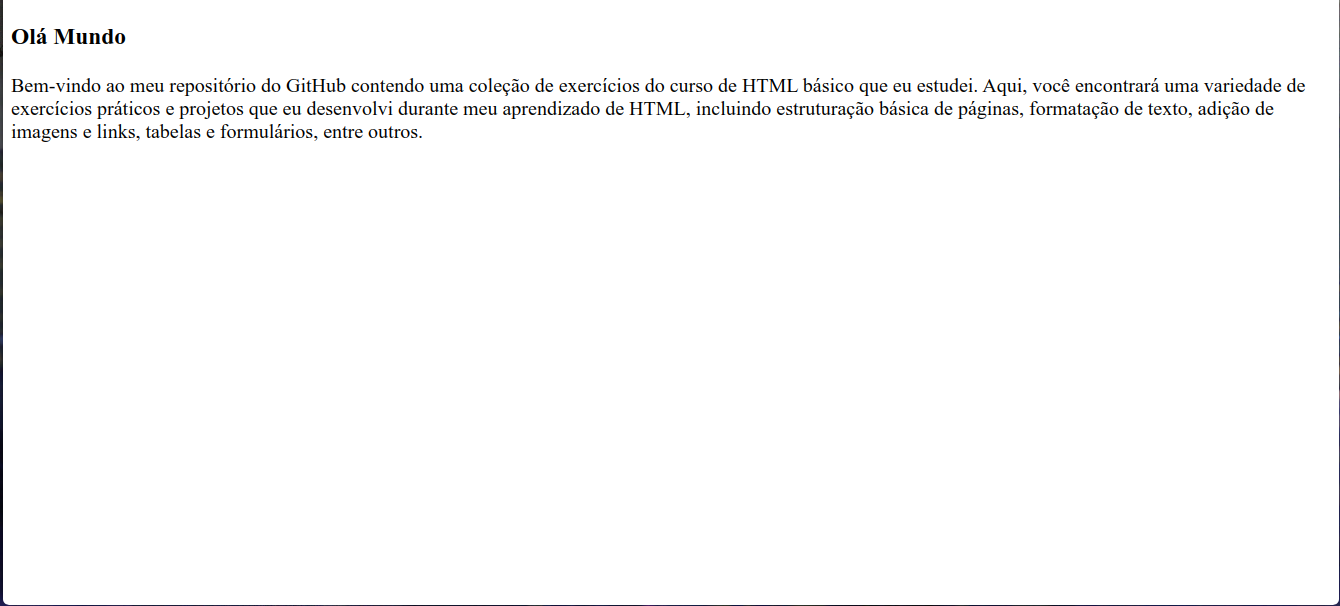 Olá Mundo
Bem-vindo ao meu repositório do GitHub contendo uma coleção de exercícios do curso de HTML básico que eu estudei. Aqui, você encontrará uma variedade de
exercícios práticos e projetos que eu desenvolvi durante meu aprendizado de HTML, incluindo estruturação básica de páginas, formatação de texto, adição de
imagens e links, tabelas e formulários, entre outros.